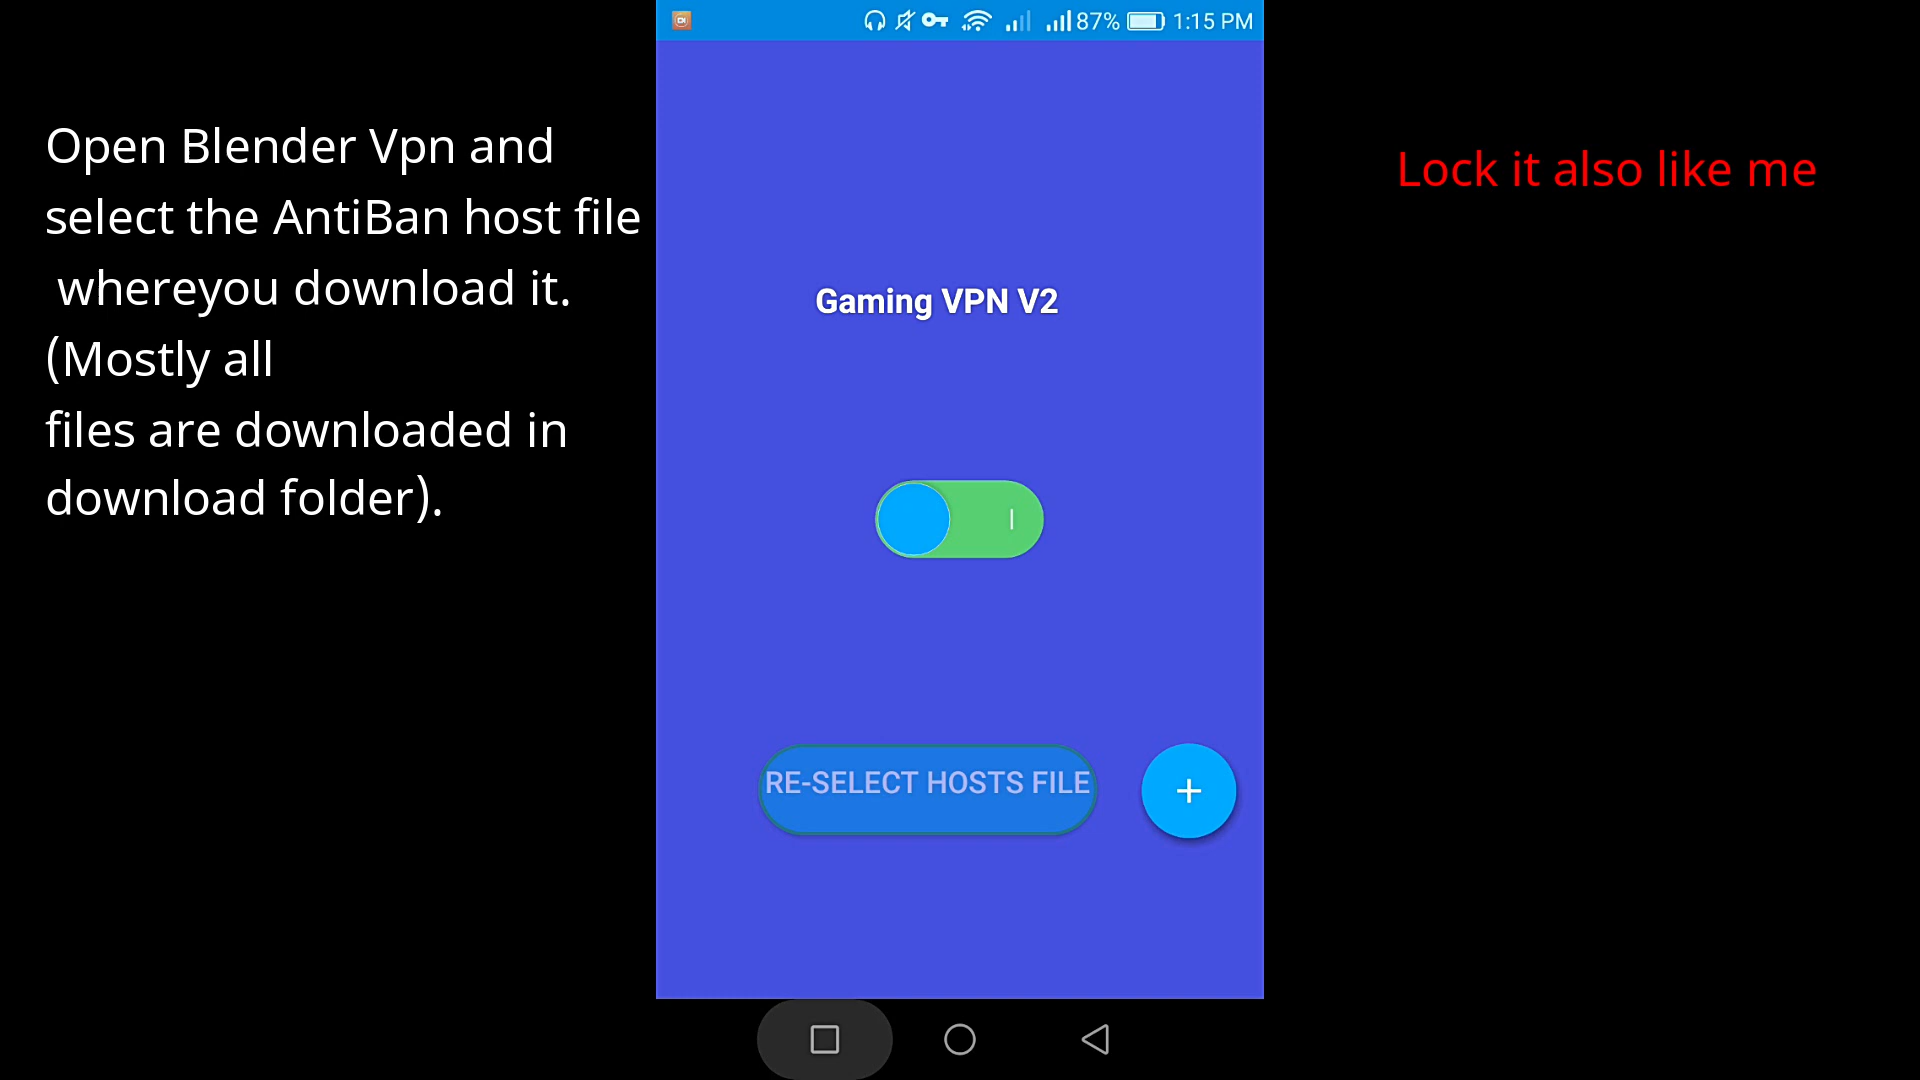 87% 1:15 PM
Open Blender Vpn and
select the AntiBan host file
whereyou download it.
(Mostly all
files are downloaded in
download folder).
Gaming VPN V2
RE-SELECT HOSTS FILE
+
Lock it also like me